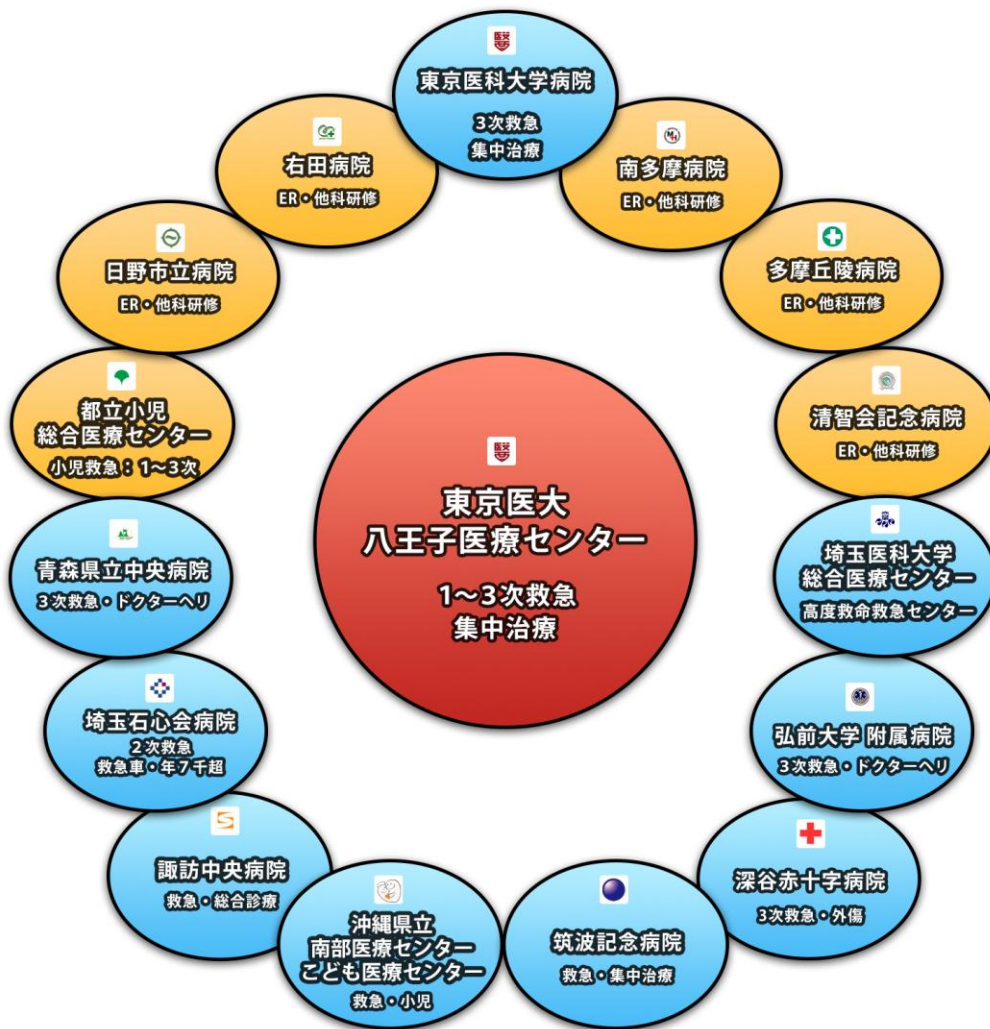 東京医科大学病院
3次救急
集中治療
南多摩病院
ER・他科研修
多摩丘陵病院
ER・他科研修
清智会記念病院
ER・他科研修
埼玉医科大学
総合医療センター
高度救命救急センター
弘前大学 附属病院
3次救急・ドクターヘリ
深谷赤十字病院
3次救急・外傷
筑波記念病院
救急・集中治療
沖縄県立
南部医療センター
こども医療センター
救急・小児
諏訪中央病院
救急・総合診療
埼玉石心会病院
2次救急
救急車・年7千超
青森県立中央病院
3次救急・ドクターヘリ
都立小児
総合医療センター
小児救急：1〜3次
日野市立病院
ER・他科研修
右田病院
ER・他科研修
東京医大
八王子医療センター
1〜3次救急
集中治療